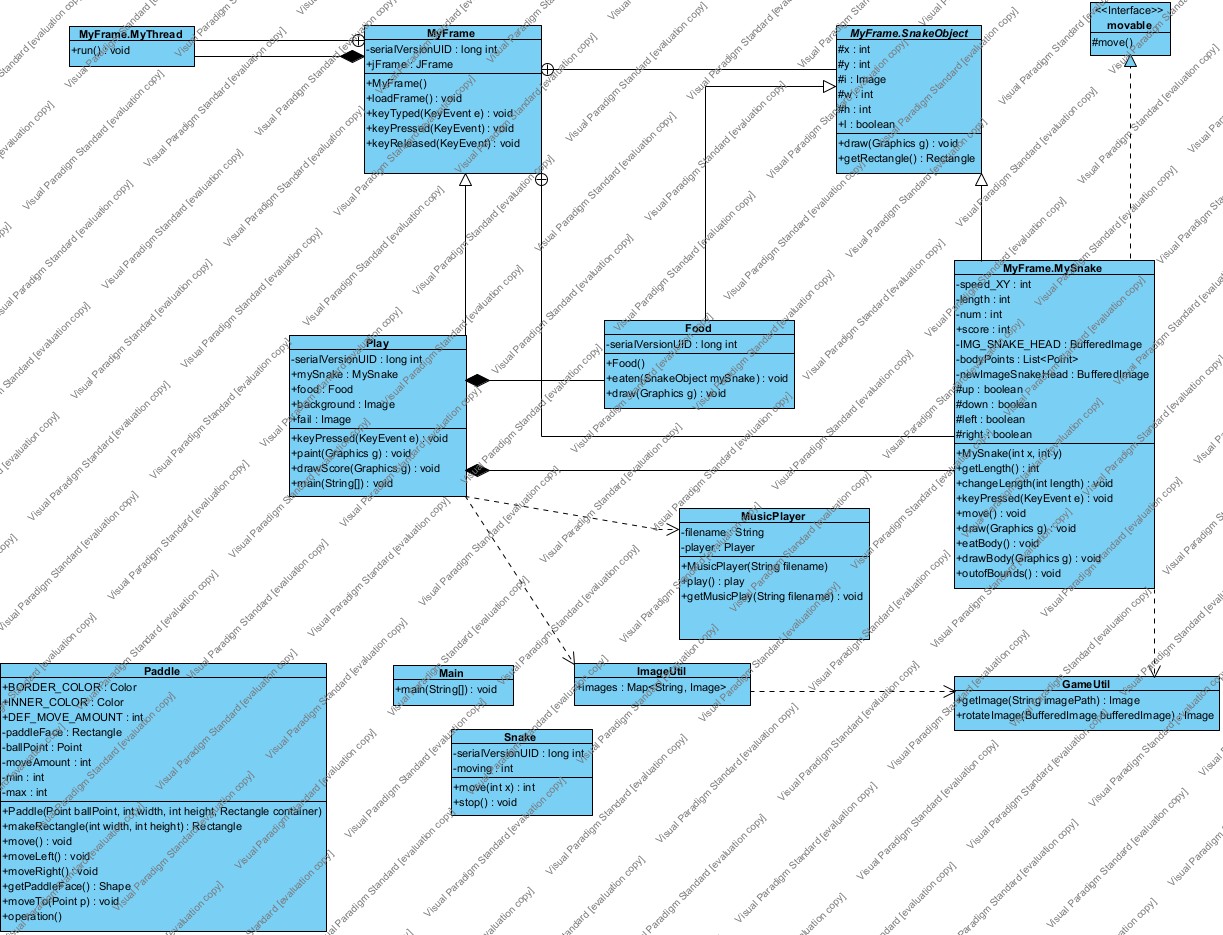 MyFrame.MyThread
+run() : void
MyFrame
-serialVersionUID : long int
+jFrame : JFrame
+MyFrame()
+loadFrame() : void
+keyTyped(KeyEvent e) : void
+keyPressed(KeyEvent) : void
+keyReleased(KeyEvent) : void
MyFrame.SnakeObject
#x : int
#y : int
#i : Image
#w : int
#h : int
+l : boolean
+draw(Graphics g) : void
+getRectangle() : Rectangle
<<Interface>>
movable
#move()
MyFrame.MySnake
-speed_XY : int
-length : int
-num : int
+score : int
-IMG_SNAKE_HEAD : BufferedImage
-bodyPoints : List<Point>
-newImageSnakeHead : BufferedImage
#up : boolean
#down : boolean
#left : boolean
#right : boolean
+MySnake(int x, int y)
+getLength() : int
+changeLength(int length) : void
+keyPressed(KeyEvent e) : void
+move() : void
+draw(Graphics g) : void
+eatBody() : void
+drawBody(Graphics g) : void
+outofBounds() : void
Play
-serialVersionUID : long int
+mySnake : MySnake
+food : Food
+background : Image
+fail : Image
+keyPressed(KeyEvent e) : void
+paint(Graphics g) : void
+drawScore(Graphics g) : void
+main(String[]) : void
Food
-serialVersionUID : long int
+Food()
+eaten(SnakeObject mySnake) : void
+draw(Graphics g) : void
MusicPlayer
-filename : String
-player : Player
+MusicPlayer(String filename)
+play() : play
+getMusicPlay(String filename) : void
Paddle
+BORDER_COLOR : Color
+INNER_COLOR : Color
+DEF_MOVE_AMOUNT : int
-paddleFace : Rectangle
-ballPoint : Point
-moveAmount : int
-min : int
-max : int
+Paddle(Point ballPoint, int width, int height, Rectangle container)
+makeRectangle(int width, int height) : Rectangle
+move() : void
+moveLeft() : void
+moveRight() : void
+getPaddleFace() : Shape
+moveTo(Point p) : void
+operation()
Main
+main(String[]) : void
ImageUtil
+images : Map<String, Image>
GameUtil
+getImage(String imagePath) : Image
+rotateImage(BufferedImage bufferedImage) : Image
Snake
-serialVersionUID : long int
-moving : int
+move(int x) : int
+stop() : void
Visual Paradigm Standard [evaluation copy]